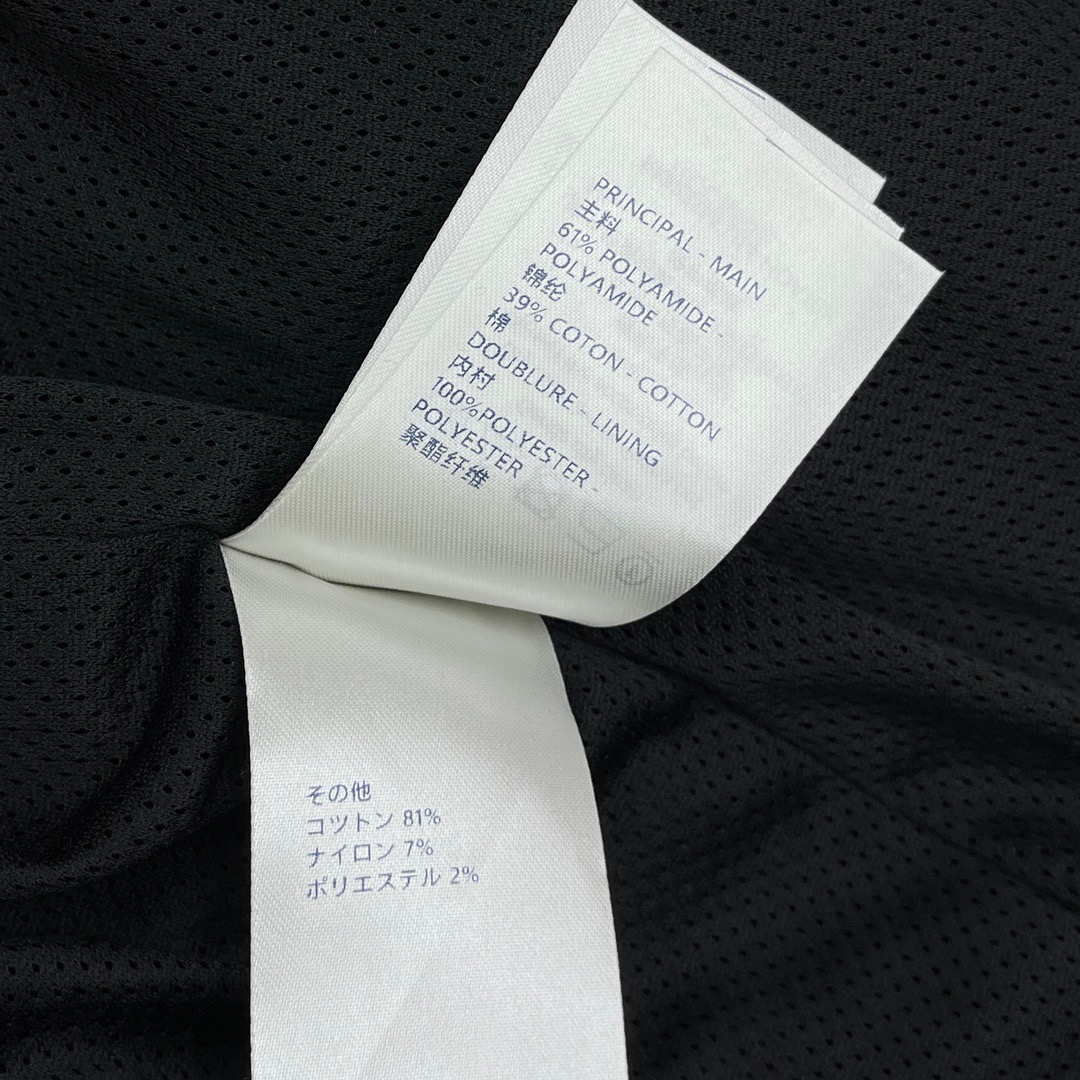 PRINCIPAL - MAIN
主料
61% POLYAMIDE -
POLYAMIDE
锦纶
39% COTON - COTTON
棉
DOUBLURE - LINING
内村
100%POLYESTER -
POLYESTER
聚酯纤维
その他
コツトン 81%
ナイロン 7%
ポリエステル 2%